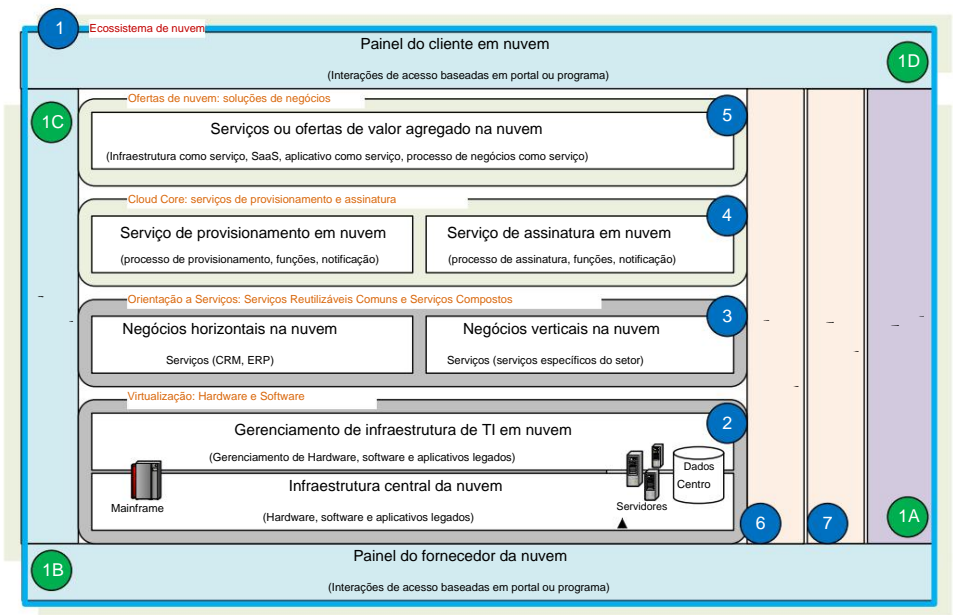 1
Ecossistema de nuvem
Painel do cliente em nuvem
(Interações de acesso baseadas em portal ou programa)
1D
1C
Ofertas de nuvem: soluções de negócios
5
Serviços ou ofertas de valor agregado na nuvem
(Infraestrutura como serviço, SaaS, aplicativo como serviço, processo de negócios como serviço)
Cloud Core: serviços de provisionamento e assinatura
4
Serviço de provisionamento em nuvem
(processo de provisionamento, funções, notificação)
Serviço de assinatura em nuvem
(processo de assinatura, funções, notificação)
Orientação a Serviços: Serviços Reutilizáveis Comuns e Serviços Compostos
3
Negócios horizontais na nuvem
Serviços (CRM, ERP)
Negócios verticais na nuvem
Serviços (serviços específicos do setor)
Virtualização: Hardware e Software
2
Gerenciamento de infraestrutura de TI em nuvem
(Gerenciamento de Hardware, software e aplicativos legados)
Dados
Centro
Infraestrutura central da nuvem
Mainframe
Servidores
(Hardware, software e aplicativos legados)
6
7
1A
1B
Painel do fornecedor da nuvem
(Interações de acesso baseadas em portal ou programa)